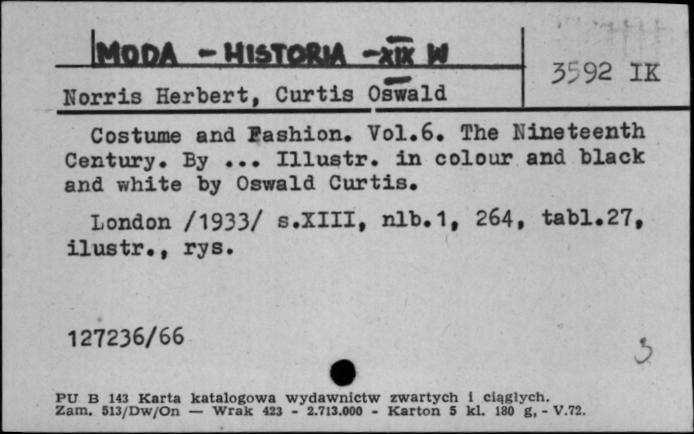 MODA - HISTORIA - XIX W
3592 IK
Norris Herbert, Curtis Oswald
Costume and Fashion. Vol.6. The Nineteenth
Century. By ... Illustr. in colour and black
and white by Oswald Curtis.
London /1933/ s.XIII, nlb.1, 264, tabl.27,
ilustr., rys.
127236/66
3
PU B 143 Karta katalogowa wydawnictw zwartych i ciągłych.
Zam. 513/Dw/On — Wrak 423 - 2.713.000 - Karton 5 kl. 180 g, - V.72.